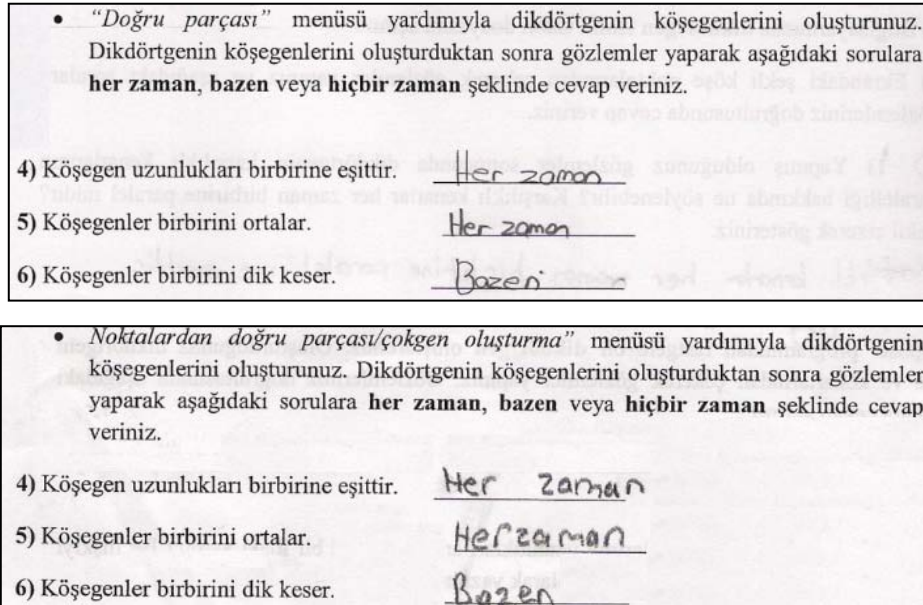 • "Doğru parçası" menüsü yardımıyla dikdörtgenin köşegenlerini oluşturunuz.
Dikdörtgenin köşegenlerini oluşturduktan sonra gözlemler yaparak aşağıdaki sorulara
her zaman, bazen veya hiçbir zaman şeklinde cevap veriniz.
4) Köşegen uzunlukları birbirine eşittir. Her zaman
5) Köşegenler birbirini ortalar. Her zaman
6) Köşegenler birbirini dik keser. Bazen
• Noktalardan doğru parçası/çokgen oluşturma" menüsü yardımıyla dikdörtgenin
köşegenlerini oluşturunuz. Dikdörtgenin köşegenlerini oluşturduktan sonra gözlemler
yaparak aşağıdaki sorulara her zaman, bazen veya hiçbir zaman şeklinde cevap
veriniz.
4) Köşegen uzunlukları birbirine eşittir. Her zaman
5) Köşegenler birbirini ortalar. Herzaman
6) Köşegenler birbirini dik keser. Bazen